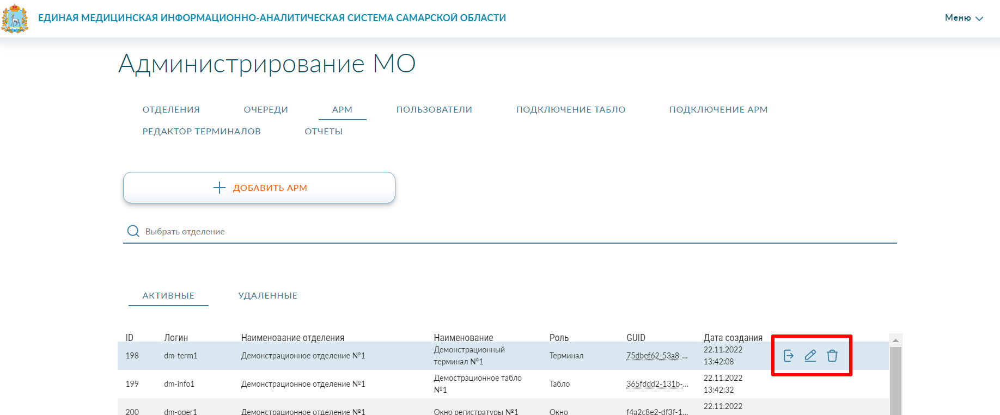 ЕДИНАЯ МЕДИЦИНСКАЯ ИНФОРМАЦИОННО-АНАЛИТИЧЕСКАЯ СИСТЕМА САМАРСКОЙ ОБЛАСТИ
Меню
Администрирование МО
ОТДЕЛЕНИЯ ОЧЕРЕДИ АРМ ПОЛЬЗОВАТЕЛИ ПОДКЛЮЧЕНИЕ ТАБЛО ПОДКЛЮЧЕНИЕ АРМ
РЕДАКТОР ТЕРМИНАЛОВ ОТЧЕТЫ
ДОБАВИТЬ АРМ
Выбрать отделение
АКТИВНЫЕ УДАЛЕННЫЕ
ID Логин Наименование отделения Наименование Роль GUID Дата создания
198 dm-term1 Демонстрационное отделение №1 Демонстрационный терминал №1 Терминал 75dbef62-53a8-... 22.11.2022 13:42:08
199 dm-info1 Демонстрационное отделение №1 Демострационное табло №1 Табло 365fddd2-131b-... 22.11.2022 13:42:32
200 dm-oper1 Демонстрационное отделение №1 Окно регистратуры №1 Окно f4a2c8e2-df3f-1... 22.11.2022